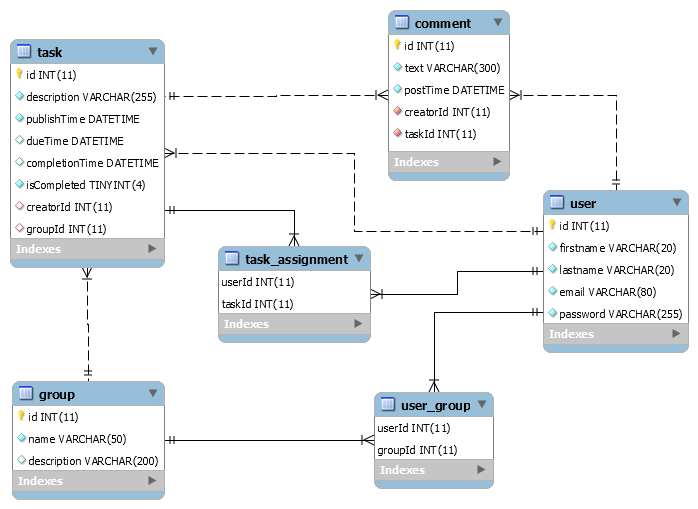 task
id INT(11)
description VARCHAR(255)
publishTime DATETIME
dueTime DATETIME
completionTime DATETIME
isCompleted TINYINT(4)
creatorId INT(11)
groupId INT(11)
Indexes
comment
id INT(11)
text VARCHAR(300)
postTime DATETIME
creatorId INT(11)
taskId INT(11)
Indexes
user
id INT(11)
firstname VARCHAR(20)
lastname VARCHAR(20)
email VARCHAR(80)
password VARCHAR(255)
Indexes
task_assignment
userId INT(11)
taskId INT(11)
Indexes
group
id INT(11)
name VARCHAR(50)
description VARCHAR(200)
Indexes
user_group
userId INT(11)
groupId INT(11)
Indexes